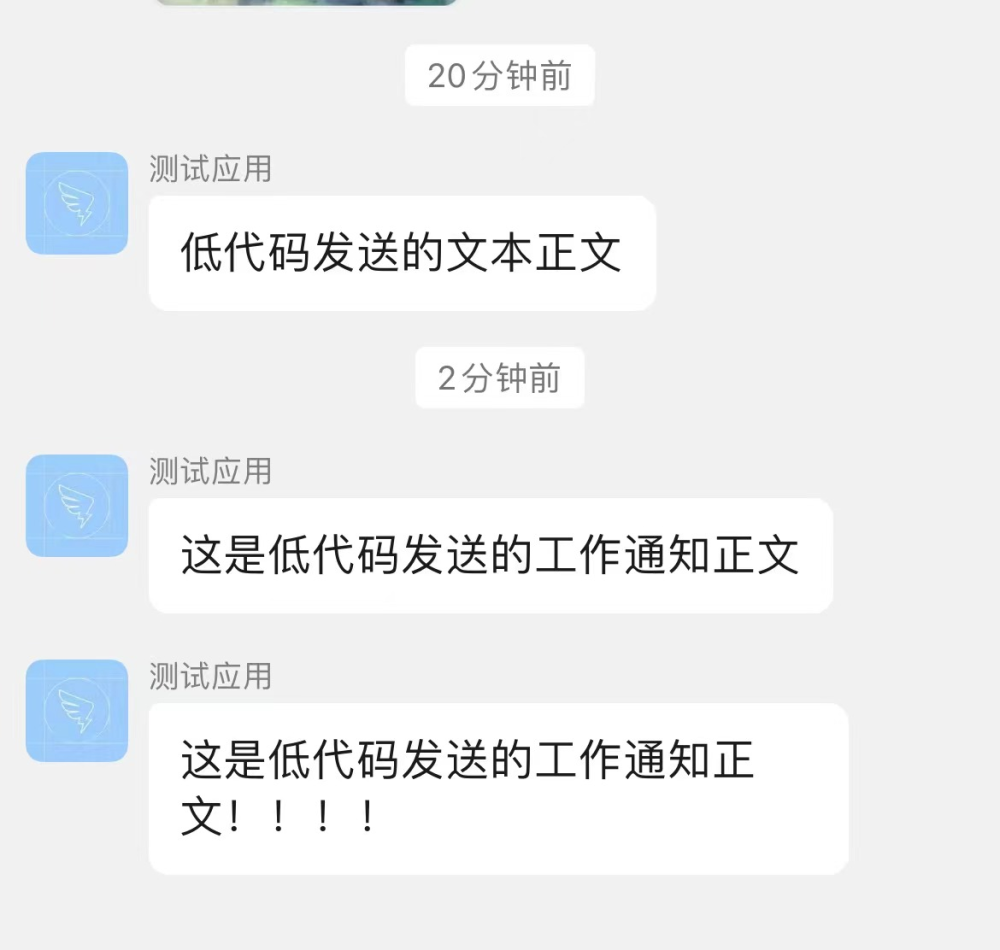 20分钟前
测试应用
低代码发送的文本正文
2分钟前
测试应用
这是低代码发送的工作通知正文
测试应用
这是低代码发送的工作通知正
文！！！！